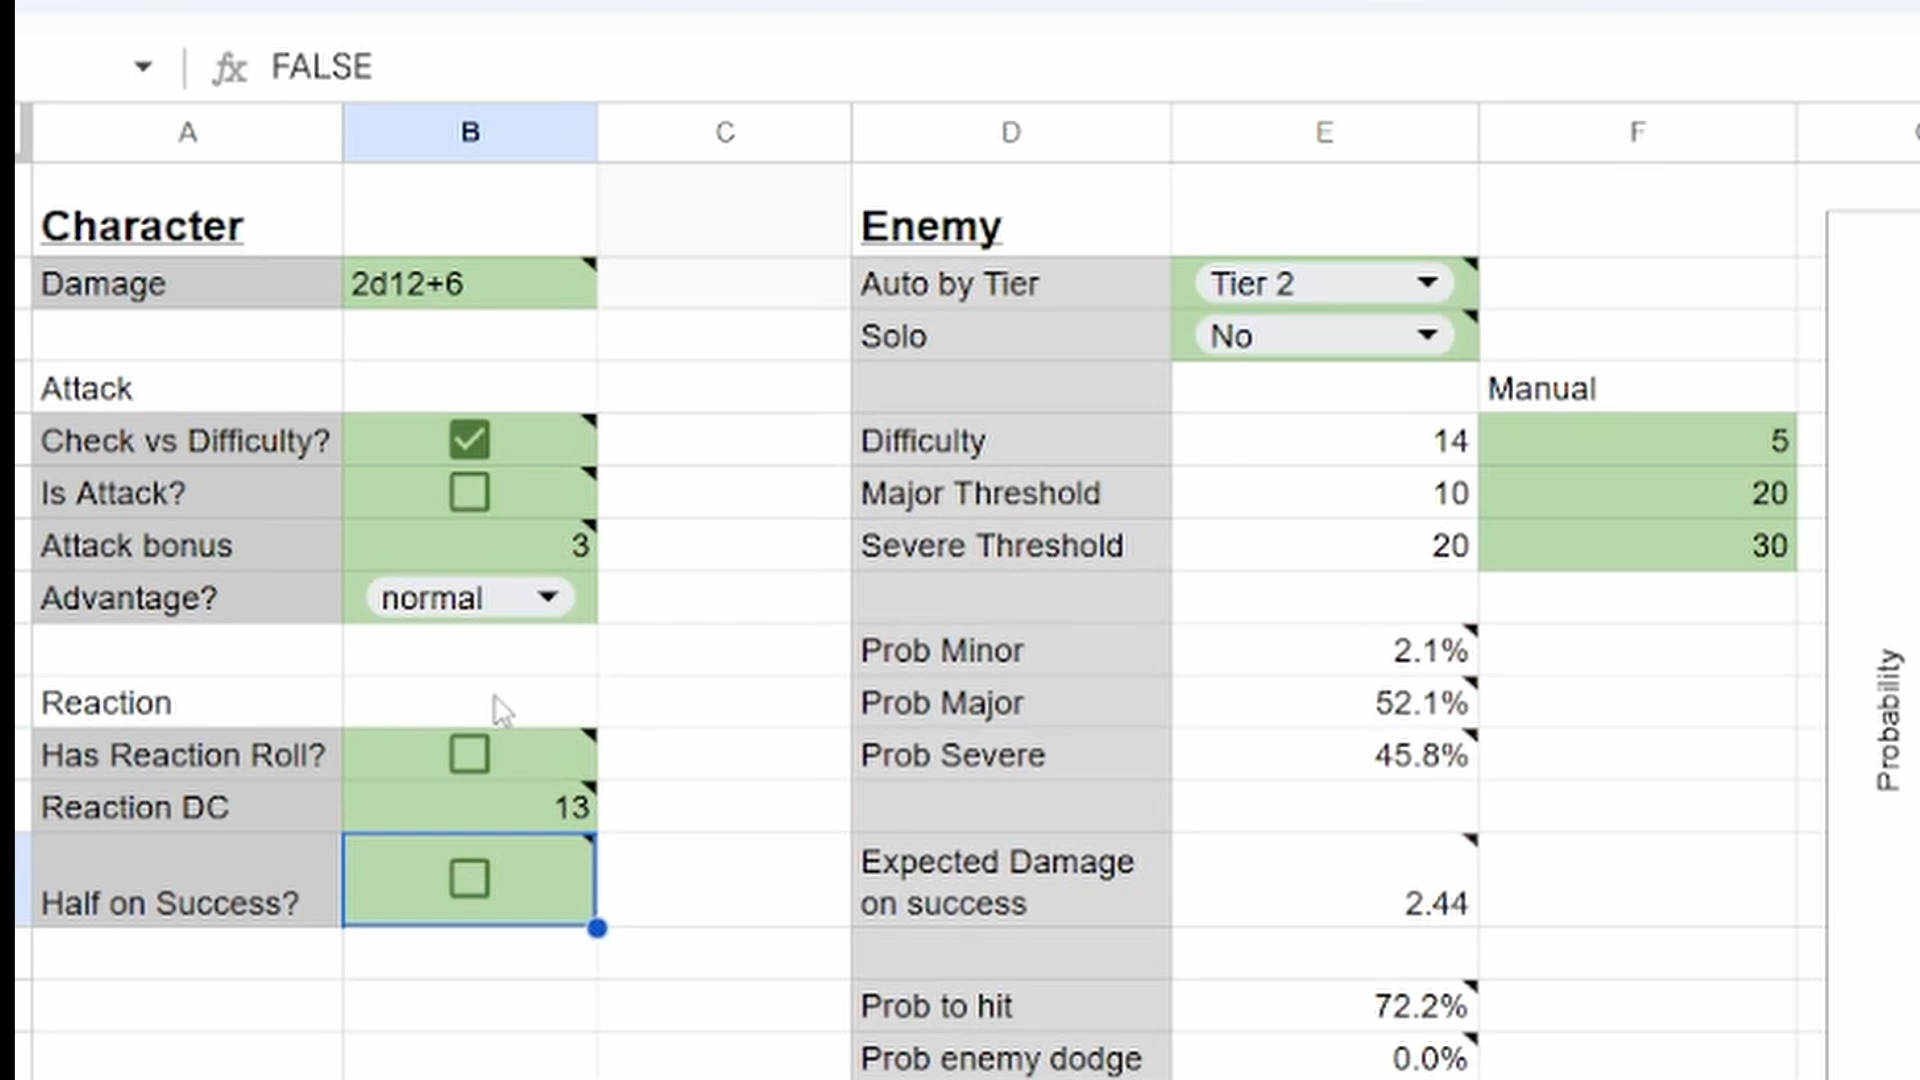 fx FALSE
A B C D E F
Character Enemy
Damage 2d12+6 Auto by Tier Tier 2
Solo No
Attack Manual
Check vs Difficulty? Difficulty 14 5
Is Attack? Major Threshold 10 20
Attack bonus 3 Severe Threshold 20 30
Advantage? normal
Prob Minor 2.1%
Reaction Prob Major 52.1%
Has Reaction Roll? Prob Severe 45.8%
Reaction DC 13
Half on Success? Expected Damage
on success 2.44
Prob to hit 72.2%
Prob enemy dodge 0.0%
Probability